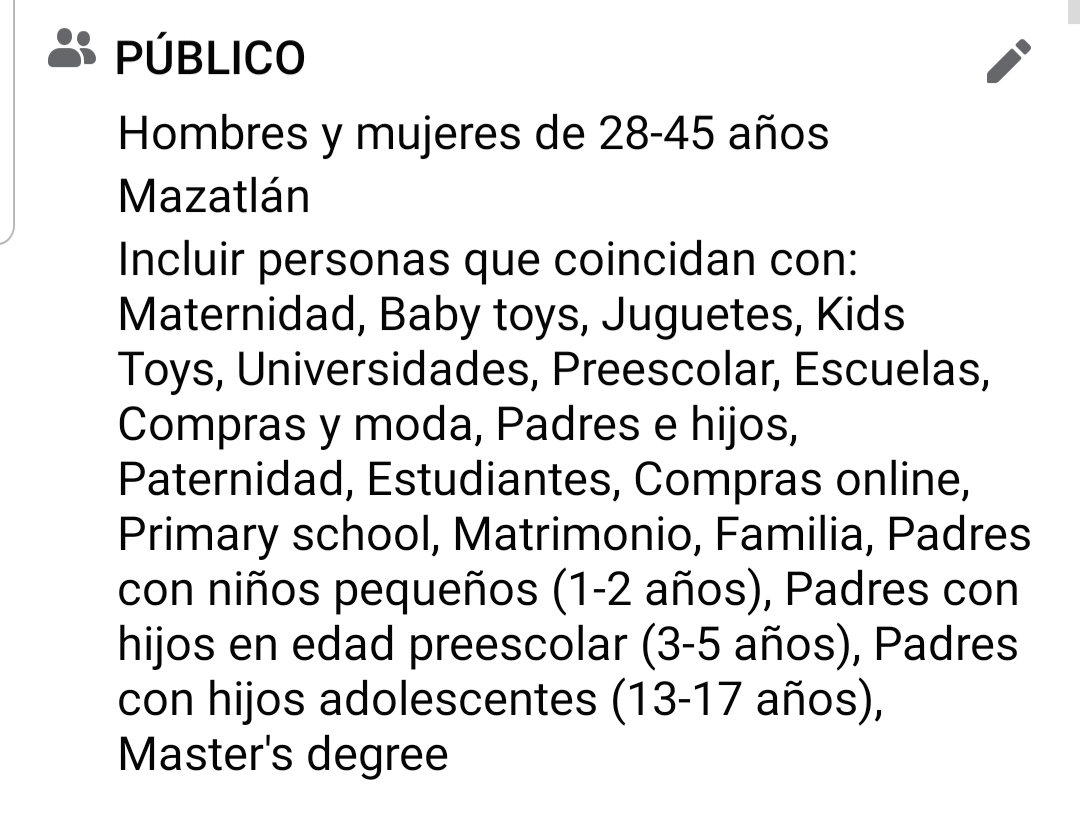 PÚBLICO
Hombres y mujeres de 28-45 años
Mazatlán
Incluir personas que coincidan con:
Maternidad, Baby toys, Juguetes, Kids
Toys, Universidades, Preescolar, Escuelas,
Compras y moda, Padres e hijos,
Paternidad, Estudiantes, Compras online,
Primary school, Matrimonio, Familia, Padres
con niños pequeños (1-2 años), Padres con
hijos en edad preescolar (3-5 años), Padres
con hijos adolescentes (13-17 años),
Master's degree